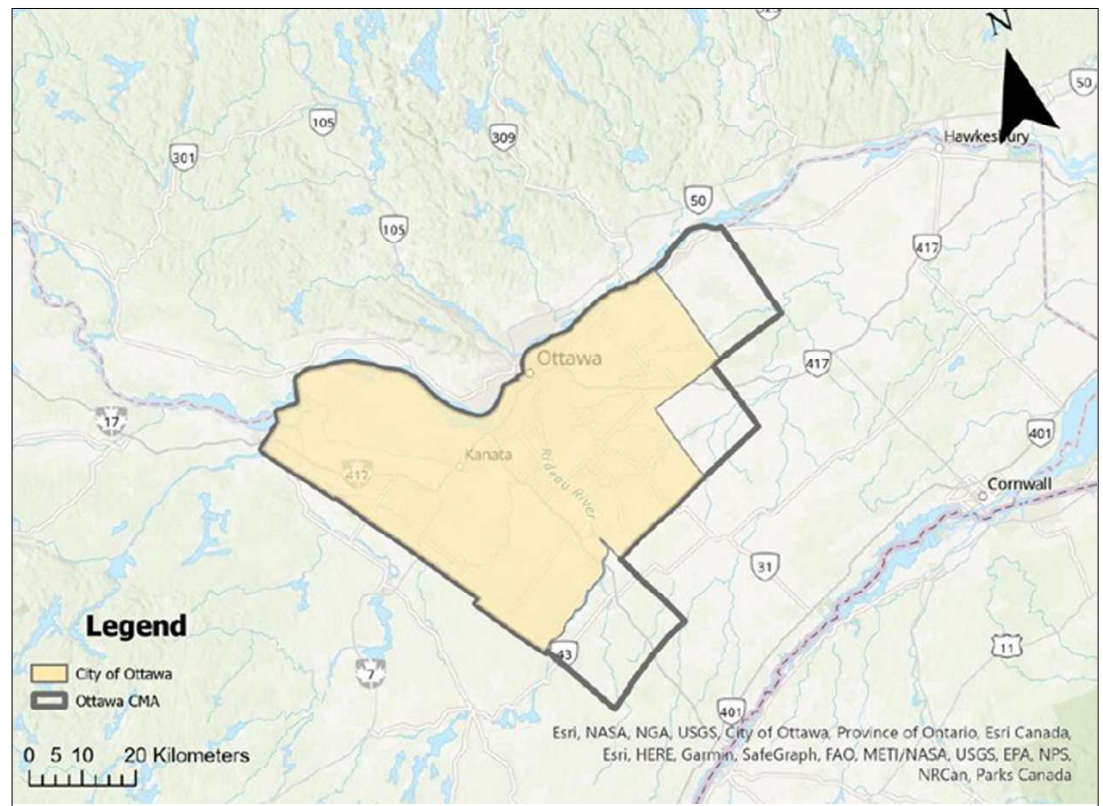 323
N
50
105
309
Hawkesbury
301
50
105
417
Ottawa
417
17
401
Kanata
417
Rideau River
Cornwall
31
Legend
43
11
City of Ottawa
7
Ottawa CMA
401
Esri, NASA, NGA, USGS, City of Ottawa, Province of Ontario, Esri Canada,
Esri, HERE, Garmin, SafeGraph, FAO, METI/NASA, USGS, EPA, NPS,
NRCan, Parks Canada
0 5 10 20 Kilometers